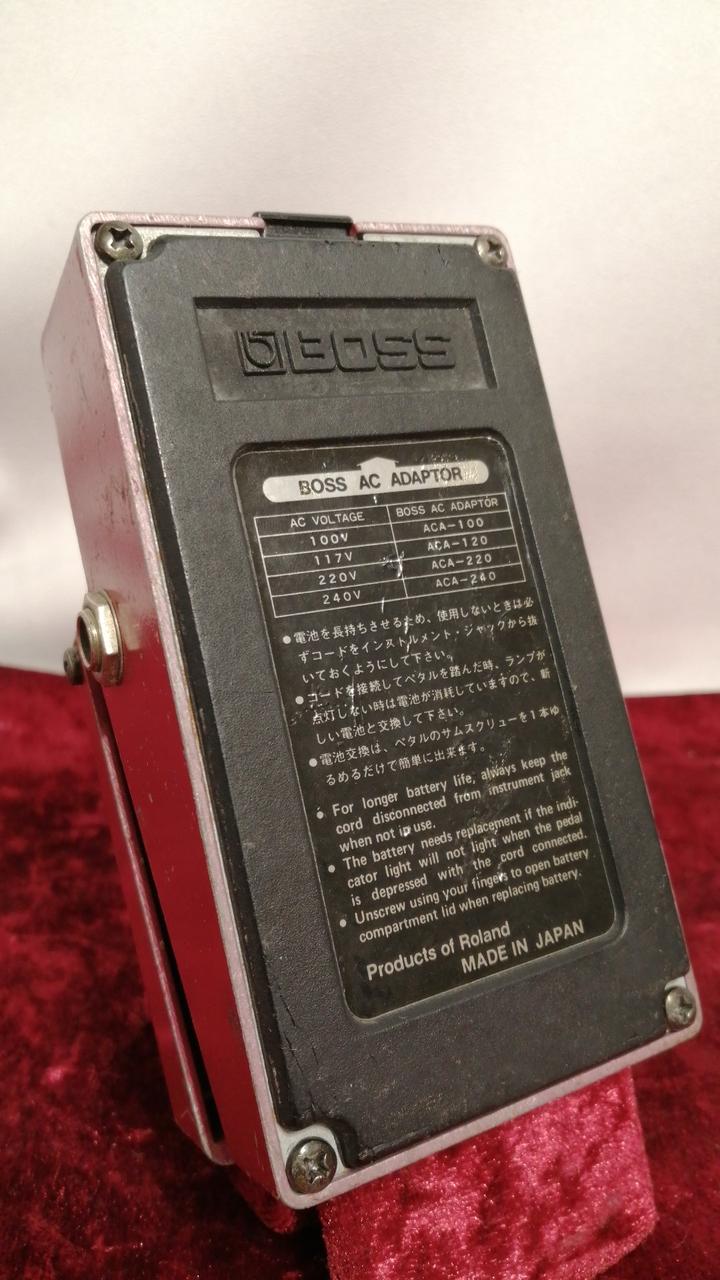 BOSS
BOSS AC ADAPTOR
AC VOLTAGE BOSS AC ADAPTOR
100V ACA-100
117V ACA-120
220V ACA-220
240V ACA-240
●電池を長持ちさせるため、使用しないときは必
ずコードをインストルメント・ジャックから抜
いておくようにして下さい。
●コードを接続してペタルを踏んだ時、ランプが
点灯しない時は電池が消耗していますので、新
しい電池と交換して下さい。
●電池交換は、ペタルのサムスクリューを1本ゆ
るめるだけで簡単に出来ます。
● For longer battery life, always keep the
cord disconnected from instrument jack
when not in use.
● The battery needs replacement if the indi-
cator light will not light when the pedal
is depressed with the cord connected.
● Unscrew using your fingers to open battery
compartment lid when replacing battery.
Products of Roland
MADE IN JAPAN